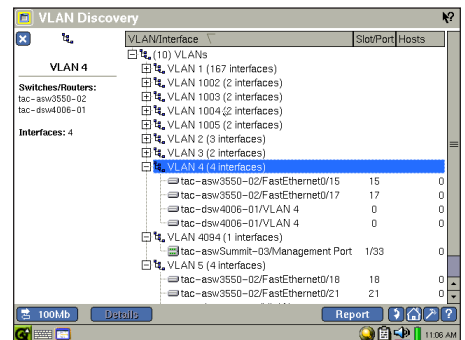 VLAN Discovery
VLAN 4
Switches/Routers:
tac-asw3550-02
tac-dsw4006-01
Interfaces: 4
VLAN/Interface Slot/Port Hosts
(10) VLANs
VLAN 1 (167 interfaces)
VLAN 1002 (2 interfaces)
VLAN 1003 (2 interfaces)
VLAN 1004 (2 interfaces)
VLAN 1005 (2 interfaces)
VLAN 2 (3 interfaces)
VLAN 3 (2 interfaces)
VLAN 4 (4 interfaces)
tac-asw3550-02/FastEthernet0/15 15 0
tac-asw3550-02/FastEthernet0/17 17 0
tac-dsw4006-01/VLAN 4 0 0
tac-dsw4006-01/VLAN 4 0 0
VLAN 4094 (1 interfaces)
tac-aswSummit-03/Management Port 1/33 0
VLAN 5 (4 interfaces)
tac-asw3550-02/FastEthernet0/18 18 0
tac-asw3550-02/FastEthernet0/21 21 0
100Mb Details Report ?
11:06 AM